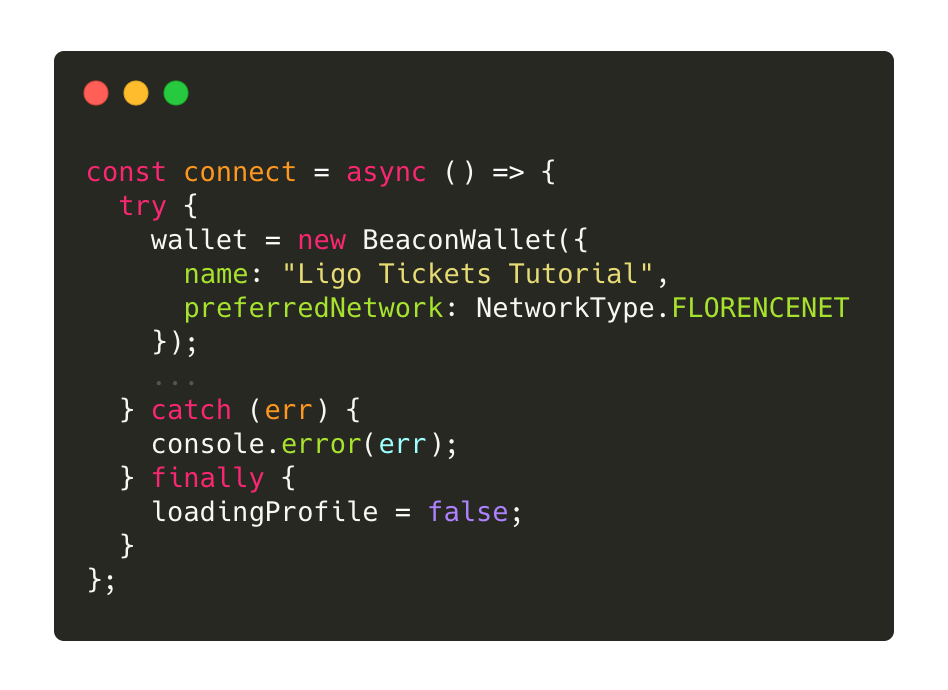 const connect = async () => {
  try {
    wallet = new BeaconWallet({
      name: "Ligo Tickets Tutorial",
      preferredNetwork: NetworkType.FLORENCENET
    });
    ...
  } catch (err) {
    console.error(err);
  } finally {
    loadingProfile = false;
  }
};